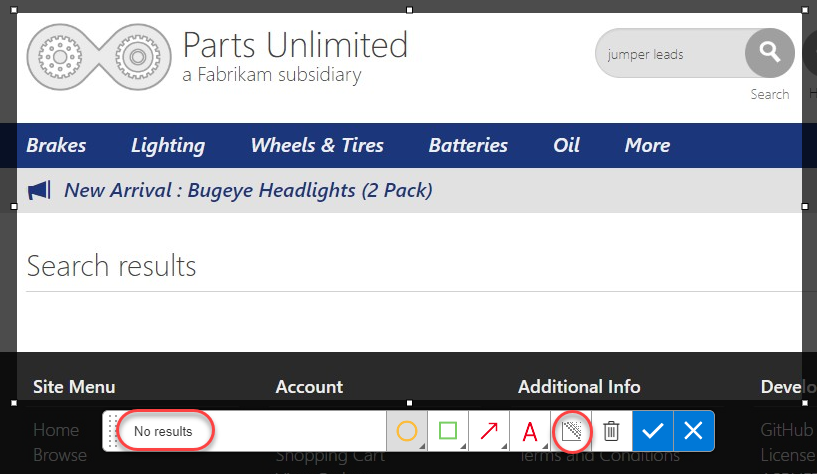 Parts Unlimited
a Fabrikam subsidiary
jumper leads
Search
Brakes Lighting Wheels & Tires Batteries Oil More
New Arrival : Bugeye Headlights (2 Pack)
Search results
Site Menu Account Additional Info
No results
A
Home GitHub
Browse Shopping Cart Terms and Conditions License